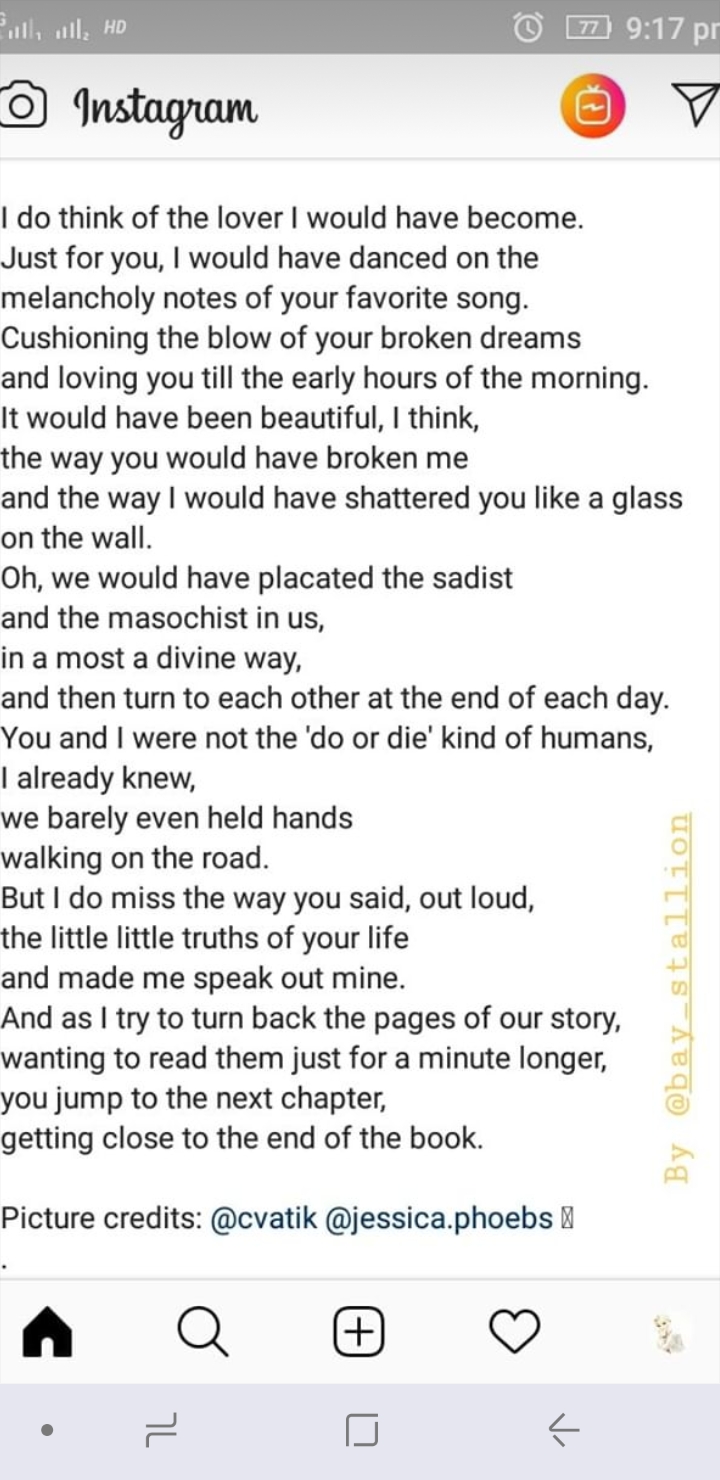 HD 77 9:17 pm
Instagram
I do think of the lover I would have become.
Just for you, I would have danced on the
melancholy notes of your favorite song.
Cushioning the blow of your broken dreams
and loving you till the early hours of the morning.
It would have been beautiful, I think,
the way you would have broken me
and the way I would have shattered you like a glass
on the wall.
Oh, we would have placated the sadist
and the masochist in us,
in a most a divine way,
and then turn to each other at the end of each day.
You and I were not the 'do or die' kind of humans,
I already knew,
we barely even held hands
walking on the road.
But I do miss the way you said, out loud,
the little little truths of your life
and made me speak out mine.
And as I try to turn back the pages of our story,
wanting to read them just for a minute longer,
you jump to the next chapter,
getting close to the end of the book.
By @bay_stallion
Picture credits: @cvatik @jessica.phoebs
.